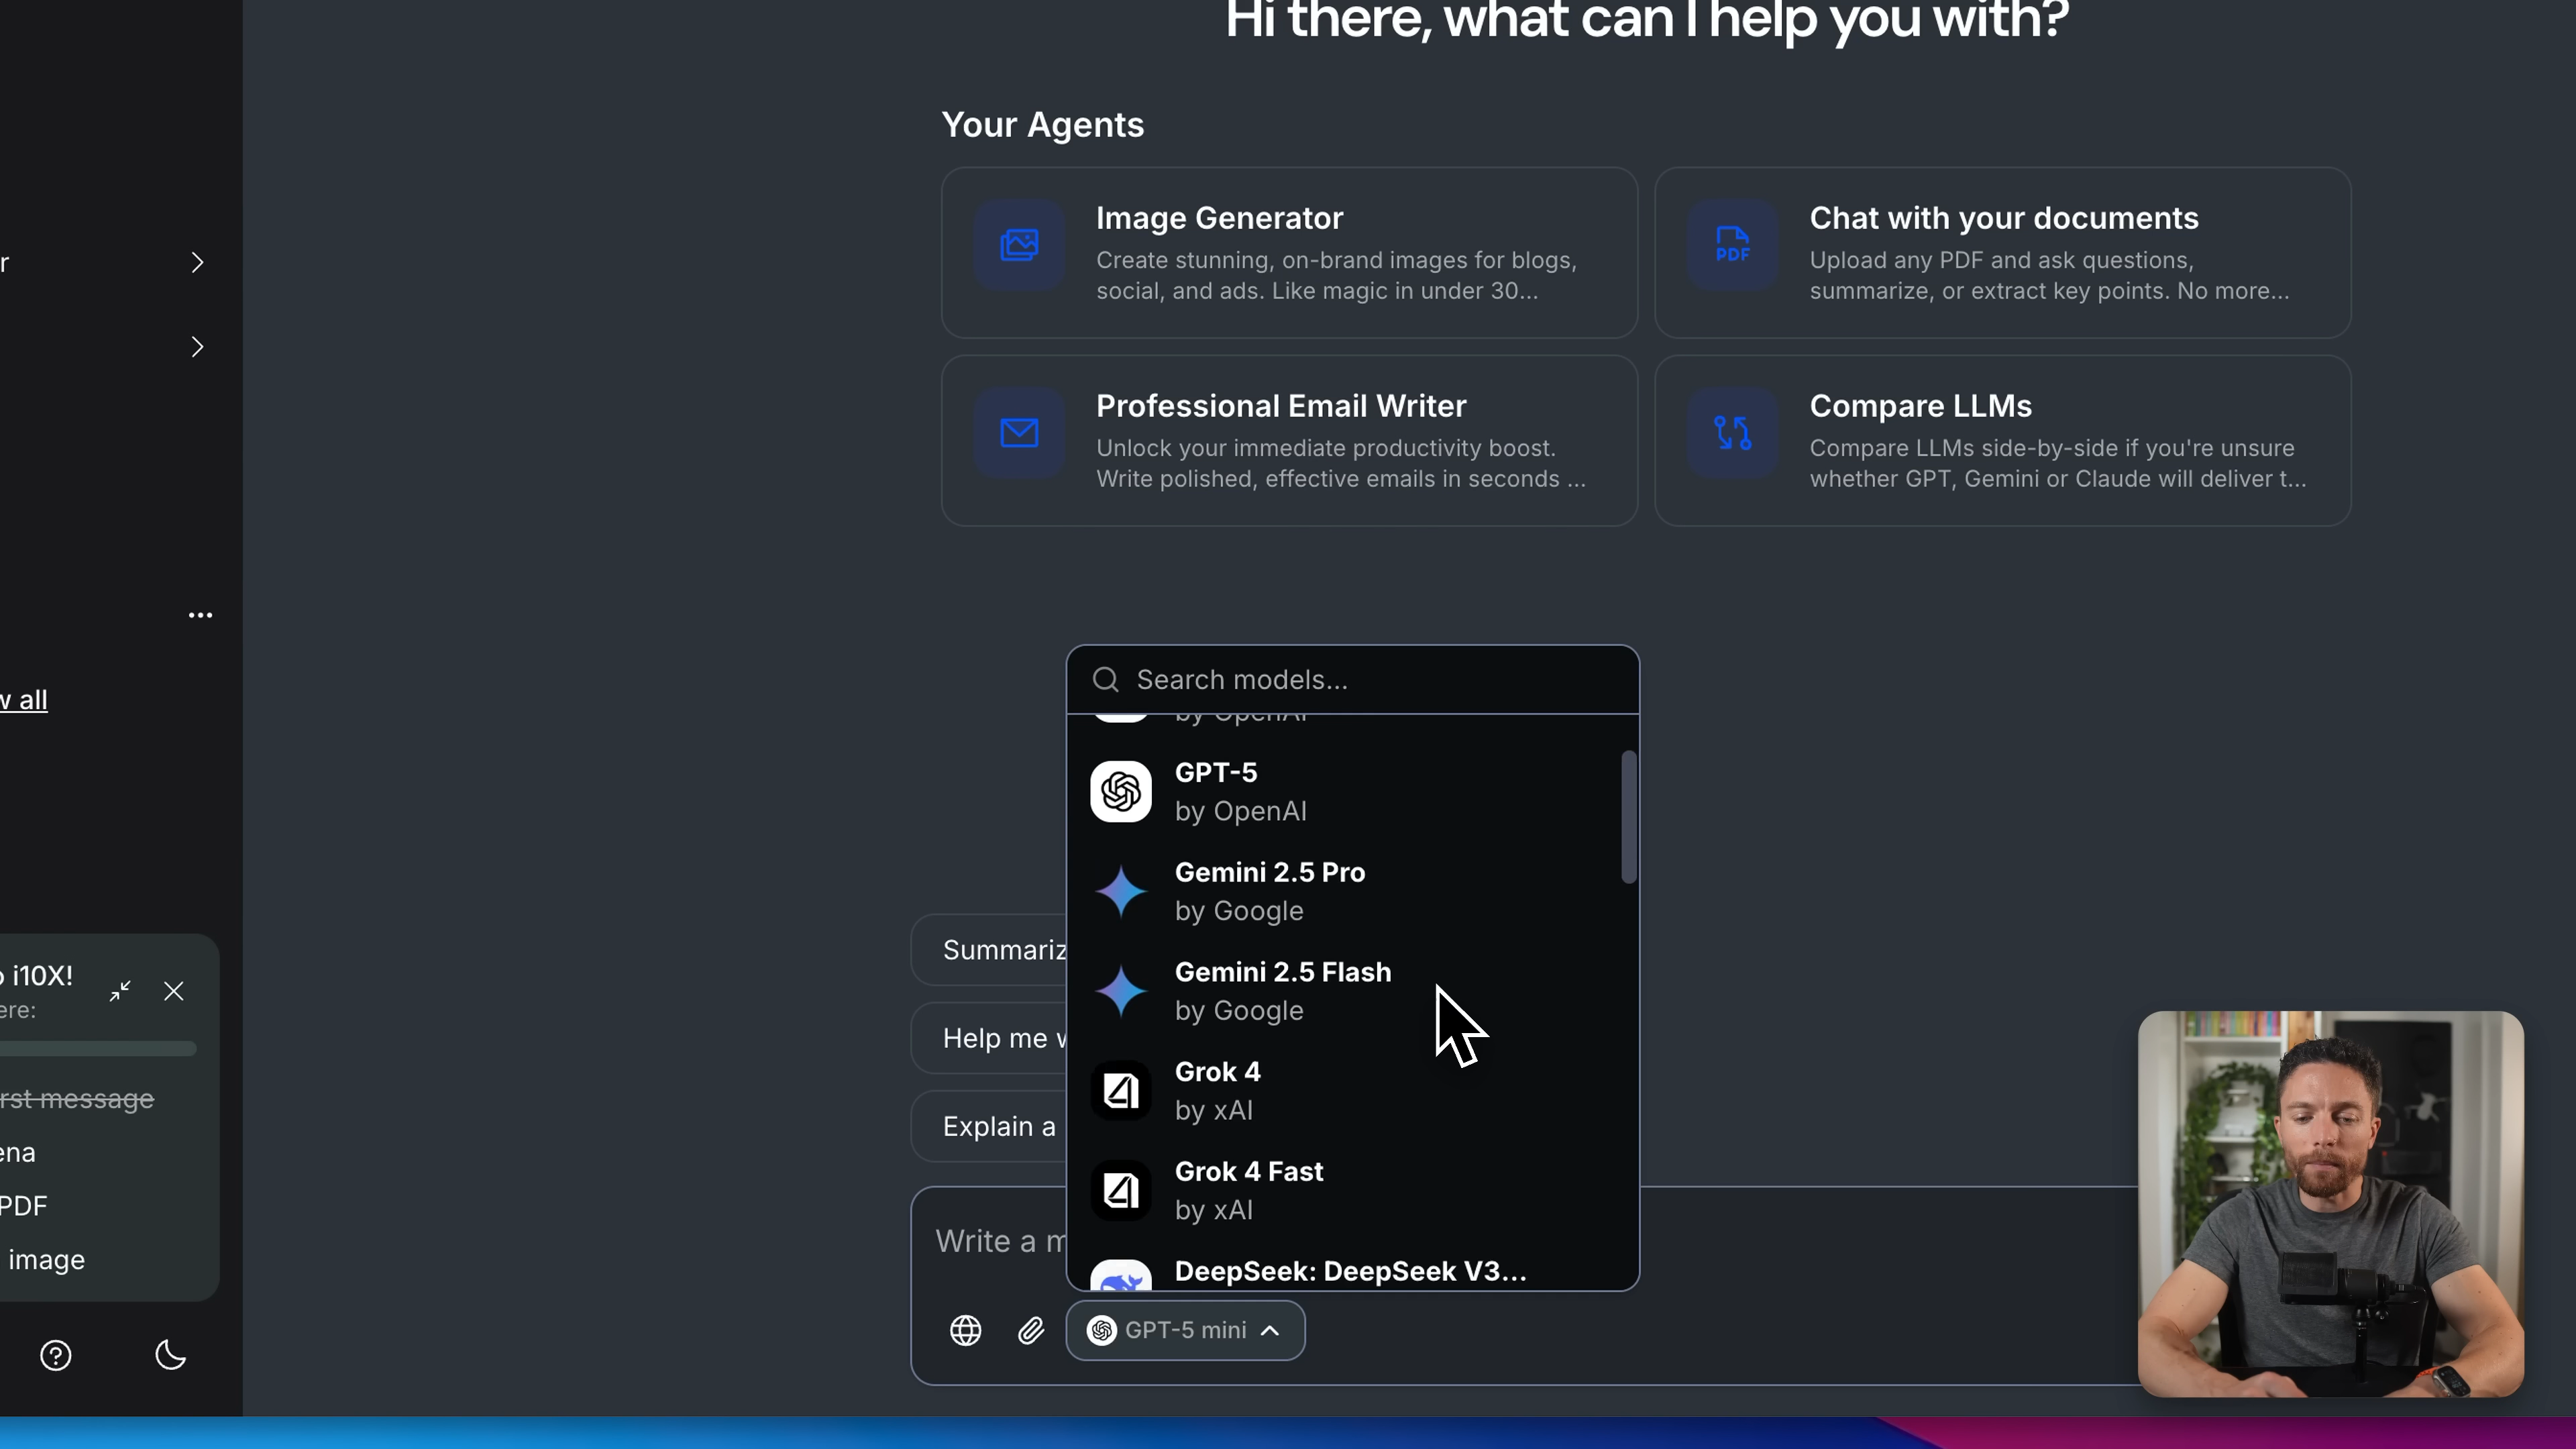 Hi there, what can I help you with?
Your Agents
Image Generator
Create stunning, on-brand images for blogs,
social, and ads. Like magic in under 30...
Chat with your documents
Upload any PDF and ask questions,
summarize, or extract key points. No more...
Professional Email Writer
Unlock your immediate productivity boost.
Write polished, effective emails in seconds ...
Compare LLMs
Compare LLMs side-by-side if you're unsure
whether GPT, Gemini or Claude will deliver t...
r
w all
i10X!
ere:
rst message
ena
PDF
image
Search models...
by OpenAI
GPT-5
by OpenAI
Gemini 2.5 Pro
by Google
Gemini 2.5 Flash
by Google
Grok 4
by xAI
Grok 4 Fast
by xAI
DeepSeek: DeepSeek V3...
Summariz
Help me w
Explain a
Write a m
GPT-5 mini
PDF